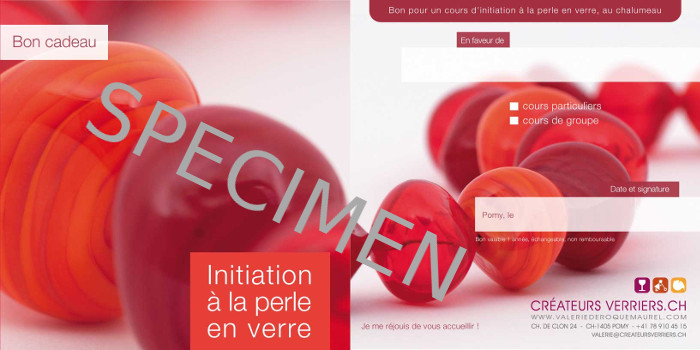 Bon cadeau
SPECIMEN
Initiation
à la perle
en verre
Bon pour un cours d'initiation à la perle en verre, au chalumeau
En faveur de
cours particuliers
cours de groupe
Date et signature
Pomy, le
Bon valable 1 année, échangeable, non remboursable
Je me réjouis de vous accueillir !
CRÉATEURS VERRIERS.CH
WWW.VALERIEDEROQUEMAUREL.COM
CH. DE CLON 24 - CH-1405 POMY - +41 78 910 45 15
VALERIE@CREATEURSVERRIERS.CH